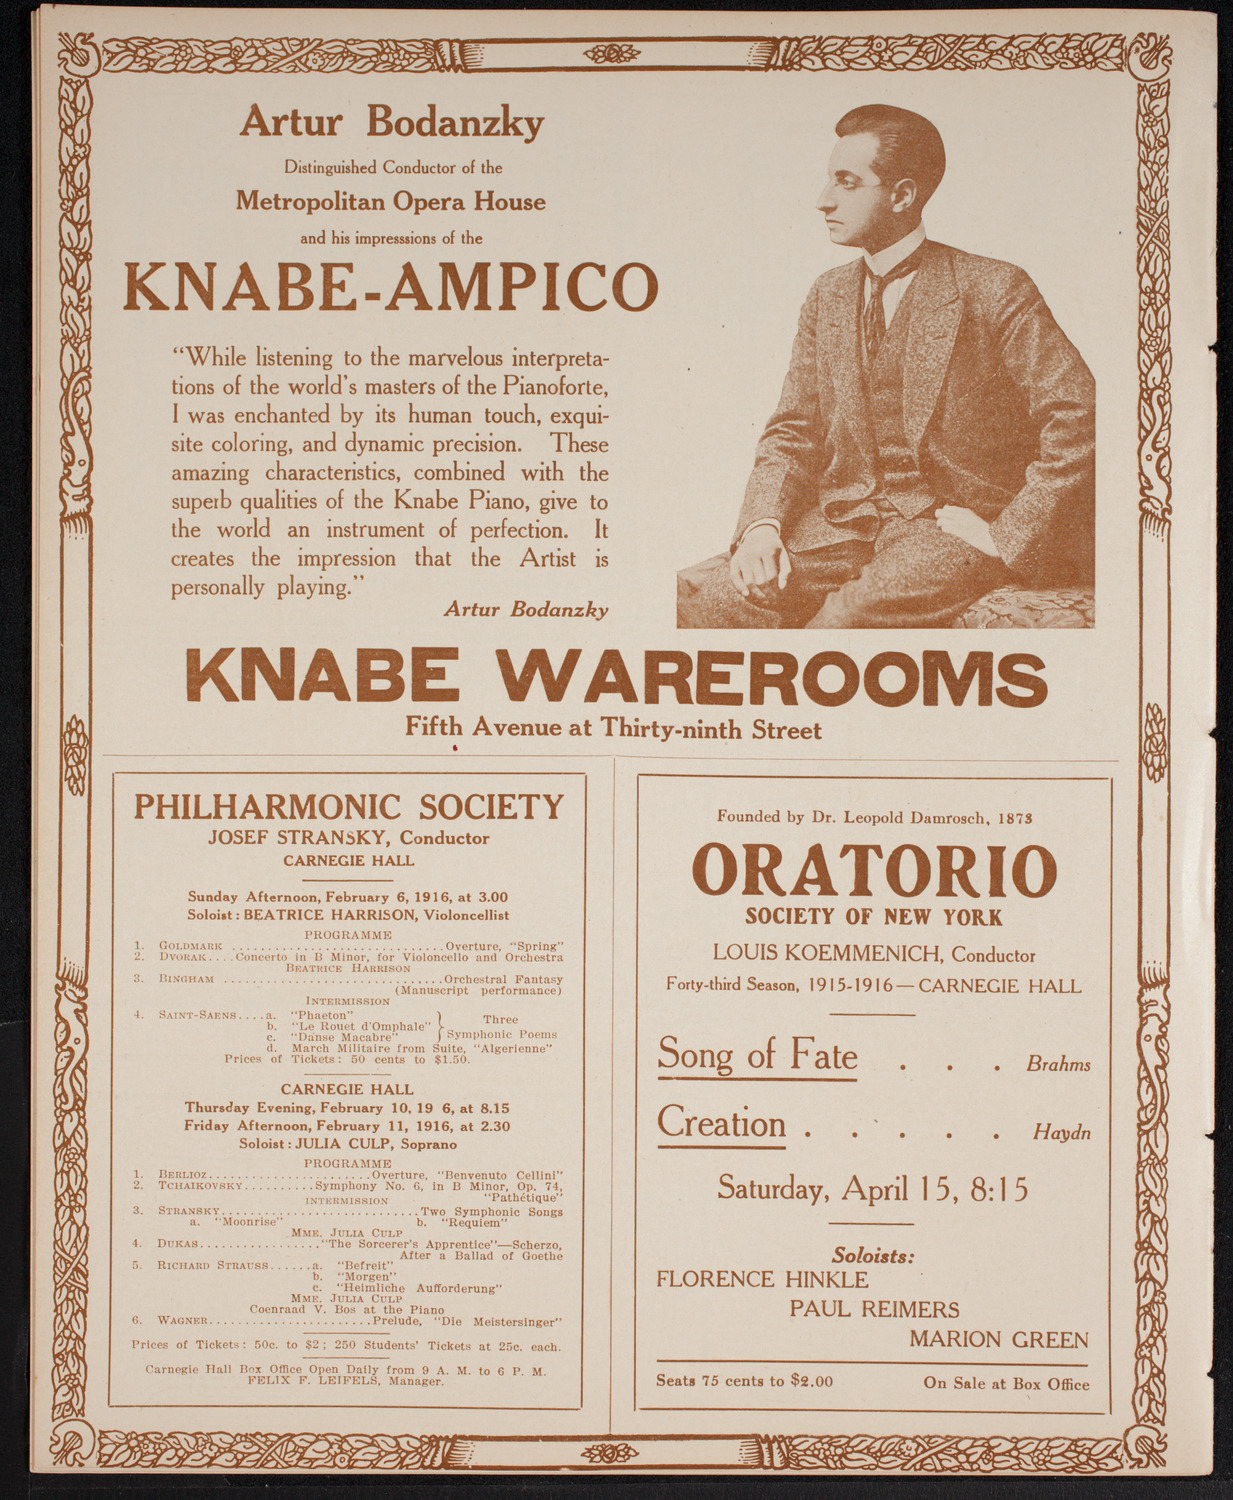 Artur Bodanzky
Distinguished Conductor of the
Metropolitan Opera House
and his impresssions of the
KNABE-AMPICO
“While listening to the marvelous interpreta-
tions of the world’s masters of the Pianoforte,
I was enchanted by its human touch, exqui-
site coloring, and dynamic precision. These
amazing characteristics, combined with the
superb qualities of the Knabe Piano, give to
the world an instrument of perfection. It
creates the impression that the Artist is
personally playing.”
Artur Bodanzky
KNABE WAREROOMS
Fifth Avenue at Thirty-ninth Street
PHILHARMONIC SOCIETY
JOSEF STRANSKY, Conductor
CARNEGIE HALL
Sunday Afternoon, February 6, 1916, at 3.00
Soloist: BEATRICE HARRISON, Violoncellist
PROGRAMME
1. GOLDMARK ............................Overture, “Spring”
2. DVORAK....Concerto in B Minor, for Violoncello and Orchestra
BEATRICE HARRISON
3. BINGHAM .............................Orchestral Fantasy
(Manuscript performance)
INTERMISSION
4. SAINT-SAENS....a. “Phaeton” } Three
b. “Le Rouet d’Omphale”
c. “Danse Macabre” Symphonic Poems
d. March Militaire from Suite, “Algerienne”
Prices of Tickets: 50 cents to $1.50.
CARNEGIE HALL
Thursday Evening, February 10, 19 6, at 8.15
Friday Afternoon, February 11, 1916, at 2.30
Soloist: JULIA CULP, Soprano
PROGRAMME
1. BERLIOZ.....................Overture, “Benvenuto Cellini”
2. TCHAIKOVSKY..........Symphony No. 6, in B Minor, Op. 74,
“Pathétique”
INTERMISSION
3. STRANSKY.........................Two Symphonic Songs
a. “Moonrise” b. “Requiem”
MME. JULIA CULP
4. DUKAS................“The Sorcerer’s Apprentice”—Scherzo,
After a Ballad of Goethe
5. RICHARD STRAUSS......a. “Befreit”
b. “Morgen”
c. “Heimliche Aufforderung”
MME. JULIA CULP
Coenraad V. Bos at the Piano
6. WAGNER......................Prelude, “Die Meistersinger”
Prices of Tickets: 50c. to $2; 250 Students’ Tickets at 25c. each.
Carnegie Hall Box Office Open Daily from 9 A. M. to 6 P. M.
FELIX F. LEIFELS, Manager.
Founded by Dr. Leopold Damrosch, 1873
ORATORIO
SOCIETY OF NEW YORK
LOUIS KOEMMENICH, Conductor
Forty-third Season, 1915-1916—CARNEGIE HALL
Song of Fate . . . Brahms
Creation . . . . . Haydn
Saturday, April 15, 8:15
Soloists:
FLORENCE HINKLE
PAUL REIMERS
MARION GREEN
Seats 75 cents to $2.00 On Sale at Box Office